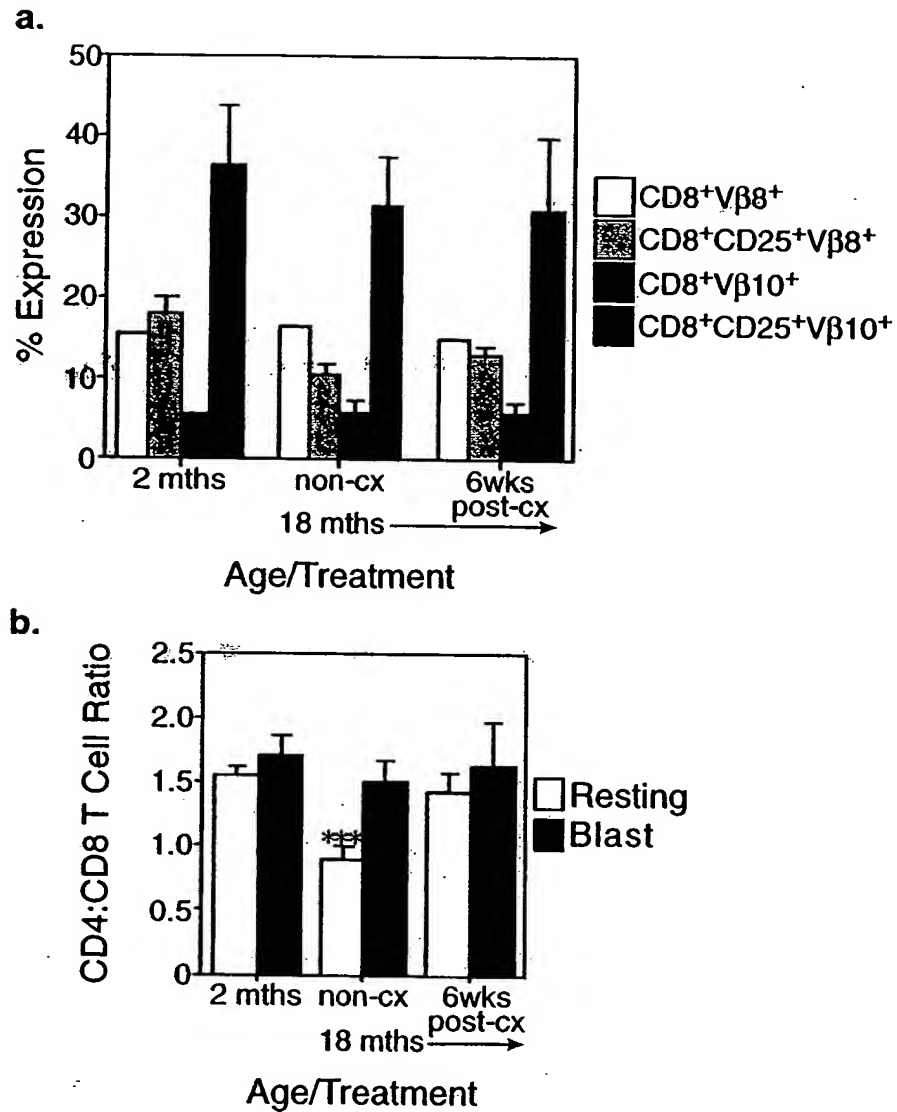 a.
50
40
30
20
10
0
% Expression
CD8+Vβ8+
CD8+CD25+Vβ8+
CD8+Vβ10+
CD8+CD25+Vβ10+
2 mths
non-cx
6wks
post-cx
18 mths
Age/Treatment
b.
2.5
2.0
1.5
1.0
0.5
0
CD4:CD8 T Cell Ratio
***
Resting
Blast
2 mths
non-cx
6wks
post-cx
18 mths
Age/Treatment